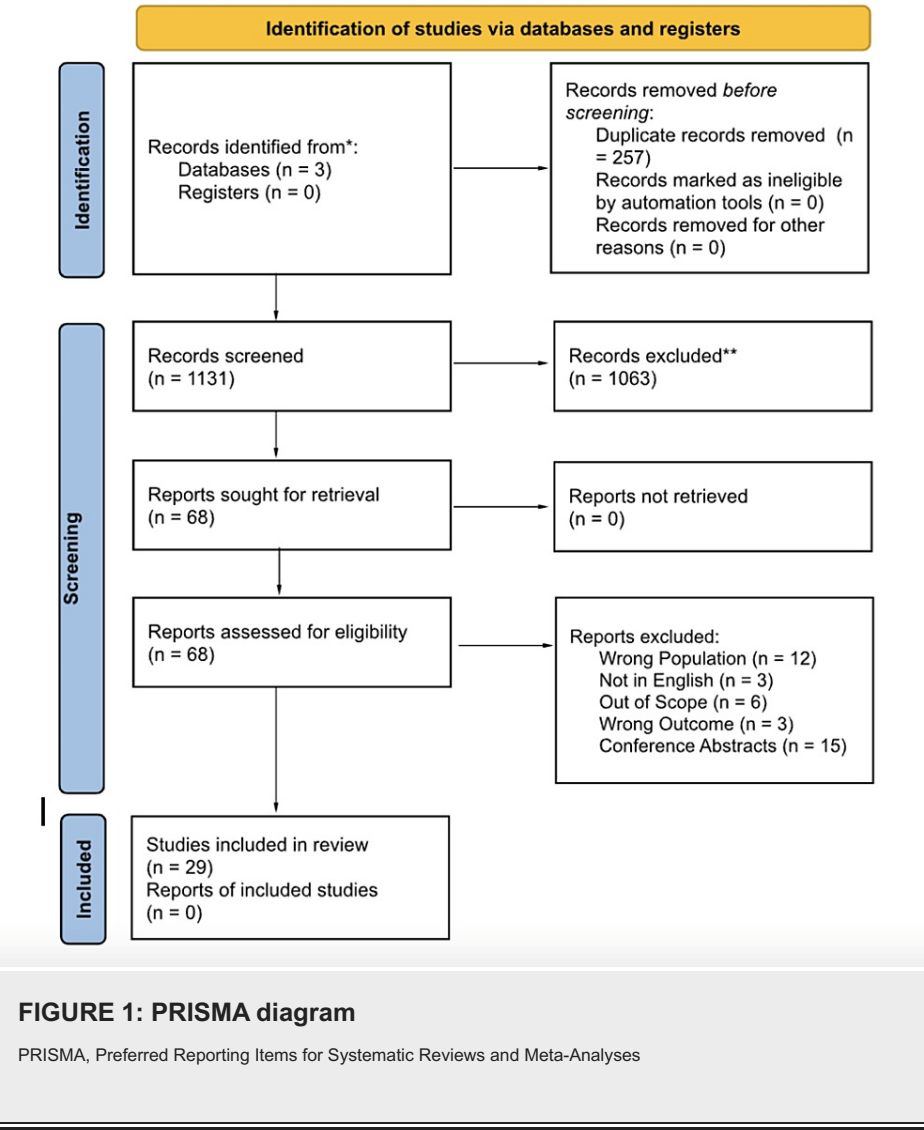 Identification of studies via databases and registers
Identification
Records identified from*:
Databases (n = 3)
Registers (n = 0)
Records removed before
screening:
Duplicate records removed (n
= 257)
Records marked as ineligible
by automation tools (n = 0)
Records removed for other
reasons (n = 0)
Screening
Records screened
(n = 1131)
Records excluded**
(n = 1063)
Reports sought for retrieval
(n = 68)
Reports not retrieved
(n = 0)
Reports assessed for eligibility
(n = 68)
Reports excluded:
Wrong Population (n = 12)
Not in English (n = 3)
Out of Scope (n = 6)
Wrong Outcome (n = 3)
Conference Abstracts (n = 15)
Included
Studies included in review
(n = 29)
Reports of included studies
(n = 0)
FIGURE 1: PRISMA diagram
PRISMA, Preferred Reporting Items for Systematic Reviews and Meta-Analyses